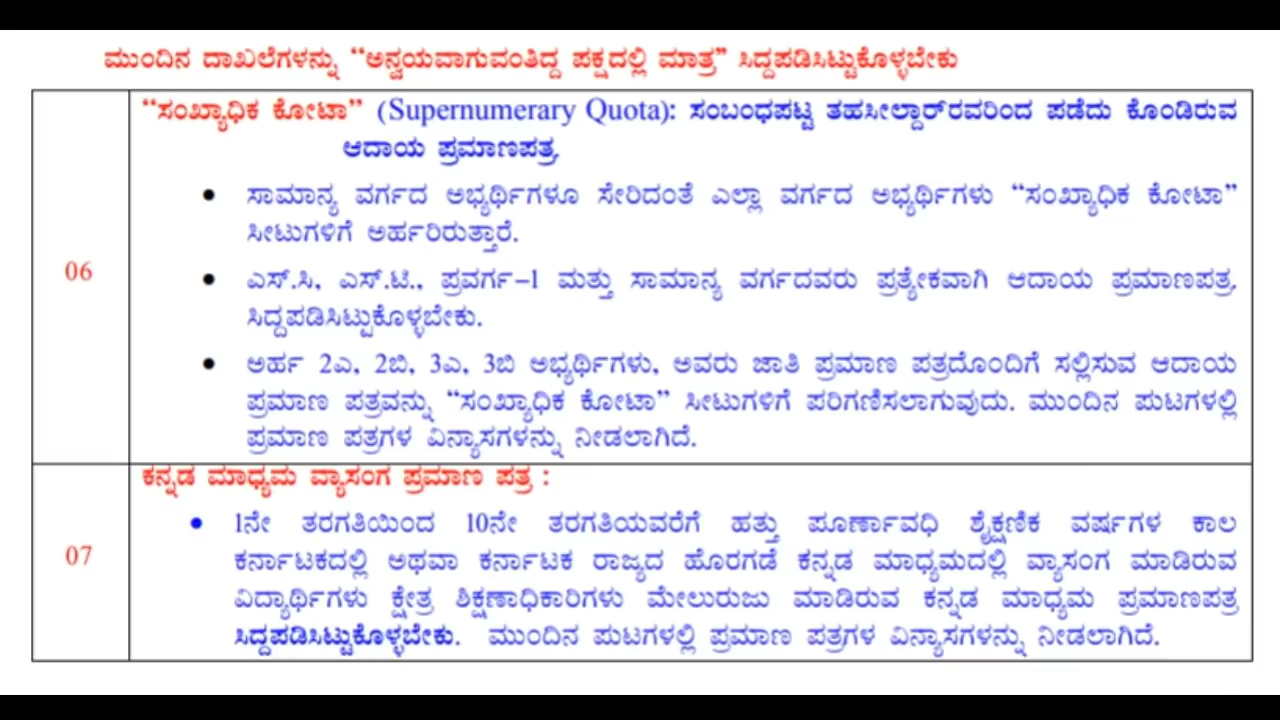 ಮುಂದಿನ ದಾಖಲೆಗಳನ್ನು “ಅನ್ವಯವಾಗುವಂತಿದ್ದ ಪಕ್ಷದಲ್ಲಿ ಮಾತ್ರ” ಸಿದ್ದಪಡಿಸಿಟ್ಟುಕೊಳ್ಳಬೇಕು
06
“ಸಂಖ್ಯಾಧಿಕ ಕೋಟಾ” (Supernumerary Quota): ಸಂಬಂಧಪಟ್ಟ ತಹಸೀಲ್ದಾರ್‌ರವರಿಂದ ಪಡೆದು ಕೊಂಡಿರುವ
ಆದಾಯ ಪ್ರಮಾಣಪತ್ರ.
• ಸಾಮಾನ್ಯ ವರ್ಗದ ಅಭ್ಯರ್ಥಿಗಳೂ ಸೇರಿದಂತೆ ಎಲ್ಲಾ ವರ್ಗದ ಅಭ್ಯರ್ಥಿಗಳು “ಸಂಖ್ಯಾಧಿಕ ಕೋಟಾ”
ಸೀಟುಗಳಿಗೆ ಅರ್ಹರಿರುತ್ತಾರೆ.
• ಎಸ್.ಸಿ, ಎಸ್.ಟಿ., ಪ್ರವರ್ಗ–1 ಮತ್ತು ಸಾಮಾನ್ಯ ವರ್ಗದವರು ಪ್ರತ್ಯೇಕವಾಗಿ ಆದಾಯ ಪ್ರಮಾಣಪತ್ರ
ಸಿದ್ದಪಡಿಸಿಟ್ಪುಕೊಳ್ಳಬೇಕು.
• ಅರ್ಹ 2ಎ, 2ಬಿ, 3ಎ, 3ಬಿ ಅಭ್ಯರ್ಥಿಗಳು, ಅವರು ಜಾತಿ ಪ್ರಮಾಣ ಪತ್ರದೊಂದಿಗೆ ಸಲ್ಲಿಸುವ ಆದಾಯ
ಪ್ರಮಾಣ ಪತ್ರವನ್ನು “ಸಂಖ್ಯಾಧಿಕ ಕೋಟಾ” ಸೀಟುಗಳಿಗೆ ಪರಿಗಣಿಸಲಾಗುವುದು. ಮುಂದಿನ ಪುಟಗಳಲ್ಲಿ
ಪ್ರಮಾಣ ಪತ್ರಗಳ ವಿನ್ಯಾಸಗಳನ್ನು ನೀಡಲಾಗಿದೆ.
07
ಕನ್ನಡ ಮಾಧ್ಯಮ ವ್ಯಾಸಂಗ ಪ್ರಮಾಣ ಪತ್ರ :
• 1ನೇ ತರಗತಿಯಿಂದ 10ನೇ ತರಗತಿಯವರೆಗೆ ಹತ್ತು ಪೂರ್ಣಾವಧಿ ಶೈಕ್ಷಣಿಕ ವರ್ಷಗಳ ಕಾಲ
ಕರ್ನಾಟಕದಲ್ಲಿ ಅಥವಾ ಕರ್ನಾಟಕ ರಾಜ್ಯದ ಹೊರಗಡೆ ಕನ್ನಡ ಮಾಧ್ಯಮದಲ್ಲಿ ವ್ಯಾಸಂಗ ಮಾಡಿರುವ
ವಿದ್ಯಾರ್ಥಿಗಳು ಕ್ಷೇತ್ರ ಶಿಕ್ಷಣಾಧಿಕಾರಿಗಳು ಮೇಲುರುಜು ಮಾಡಿರುವ ಕನ್ನಡ ಮಾಧ್ಯಮ ಪ್ರಮಾಣಪತ್ರ
ಸಿದ್ದಪಡಿಸಿಟ್ಟುಕೊಳ್ಳಬೇಕು. ಮುಂದಿನ ಪುಟಗಳಲ್ಲಿ ಪ್ರಮಾಣ ಪತ್ರಗಳ ವಿನ್ಯಾಸಗಳನ್ನು ನೀಡಲಾಗಿದೆ.